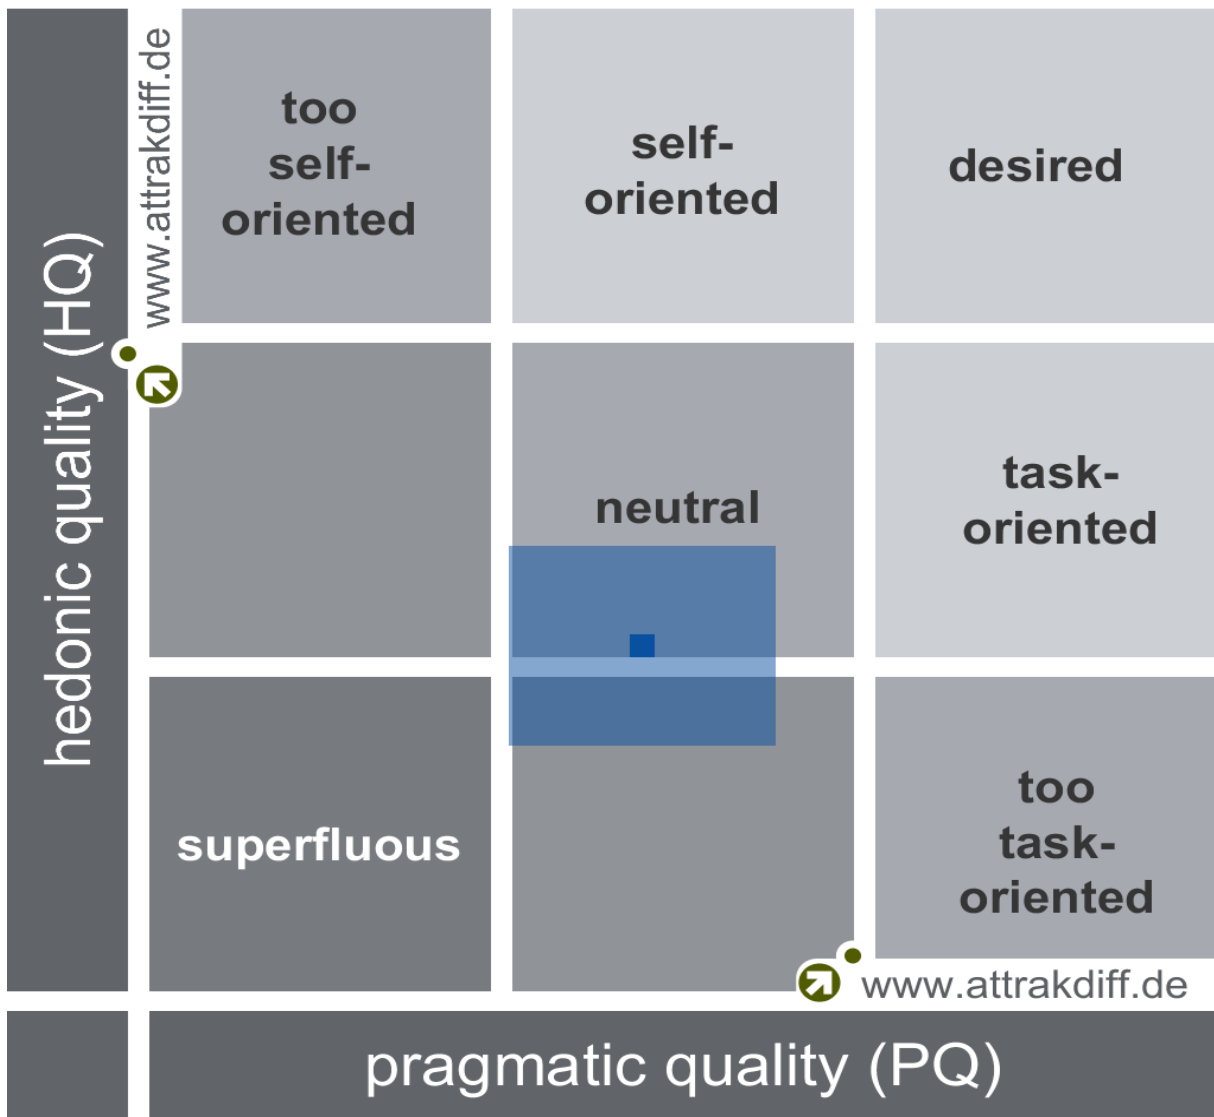 www.attrakdiff.de
too
self-
oriented
self-
oriented
desired
hedonic quality (HQ)
neutral
task-
oriented
superfluous
too
task-
oriented
www.attrakdiff.de
pragmatic quality (PQ)